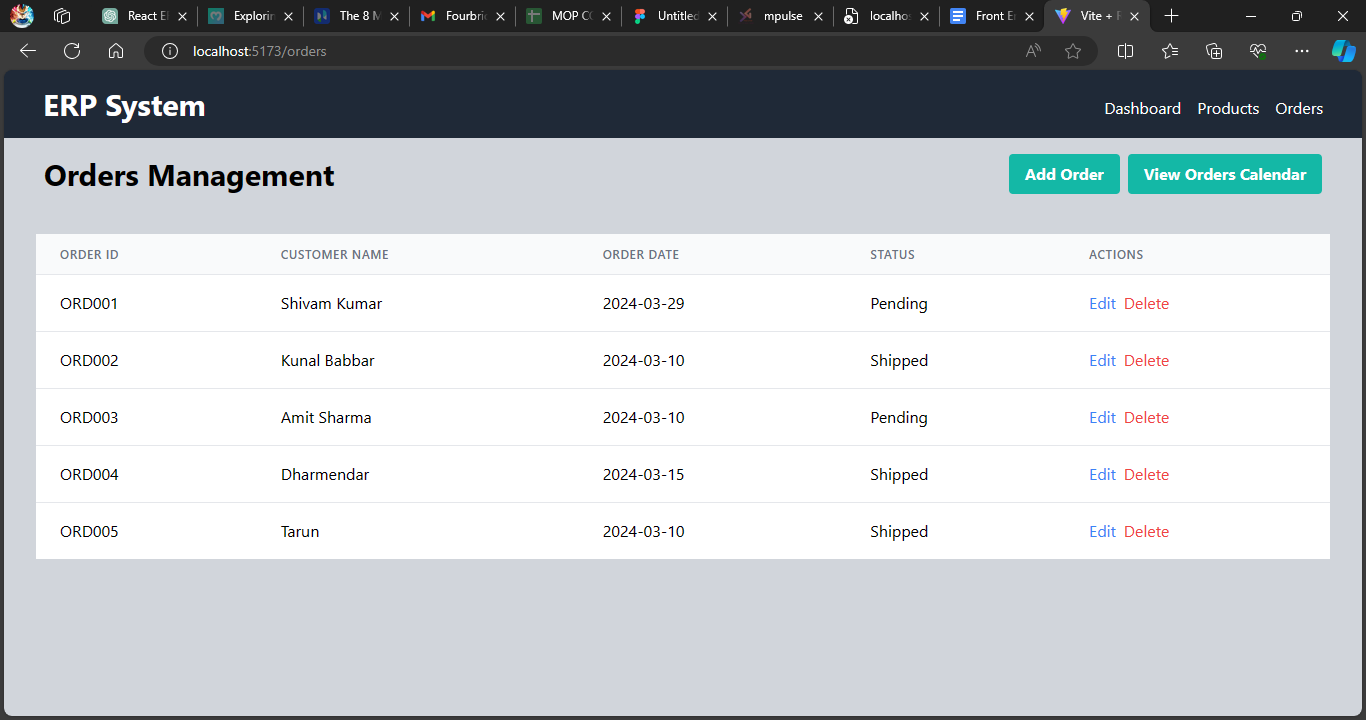 React E
Explorin
The 8 M
Fourbri
MOP C
Untitled
mpulse
localhos
Front E
Vite +
localhost:5173/orders
ERP System
Dashboard Products Orders
Orders Management
Add Order View Orders Calendar
ORDER ID CUSTOMER NAME ORDER DATE STATUS ACTIONS
ORD001 Shivam Kumar 2024-03-29 Pending Edit Delete
ORD002 Kunal Babbar 2024-03-10 Shipped Edit Delete
ORD003 Amit Sharma 2024-03-10 Pending Edit Delete
ORD004 Dharmendar 2024-03-15 Shipped Edit Delete
ORD005 Tarun 2024-03-10 Shipped Edit Delete